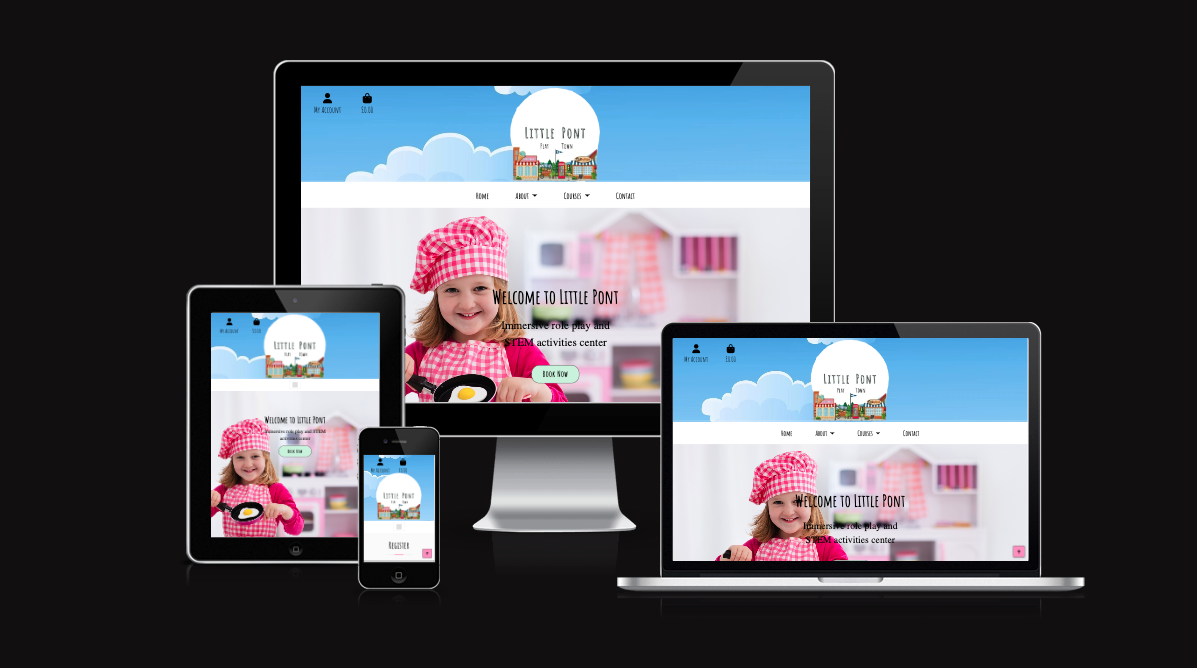 My Account
£0.00
Little Pont
Play Town
Home
About
Courses
Contact
Welcome to Little Pont
Immersive role play and
STEM activities center
Book Now
My Account
£0.00
Little Pont
Play Town
Welcome to Little Pont
Immersive role play and STEM
activities center
Book Now
My Account
£0.00
Little Pont
Play Town
Register
My Account
£0.00
Little Pont
Play Town
Home
About
Courses
Contact
Welcome to Little Pont
Immersive role play and
STEM activities center